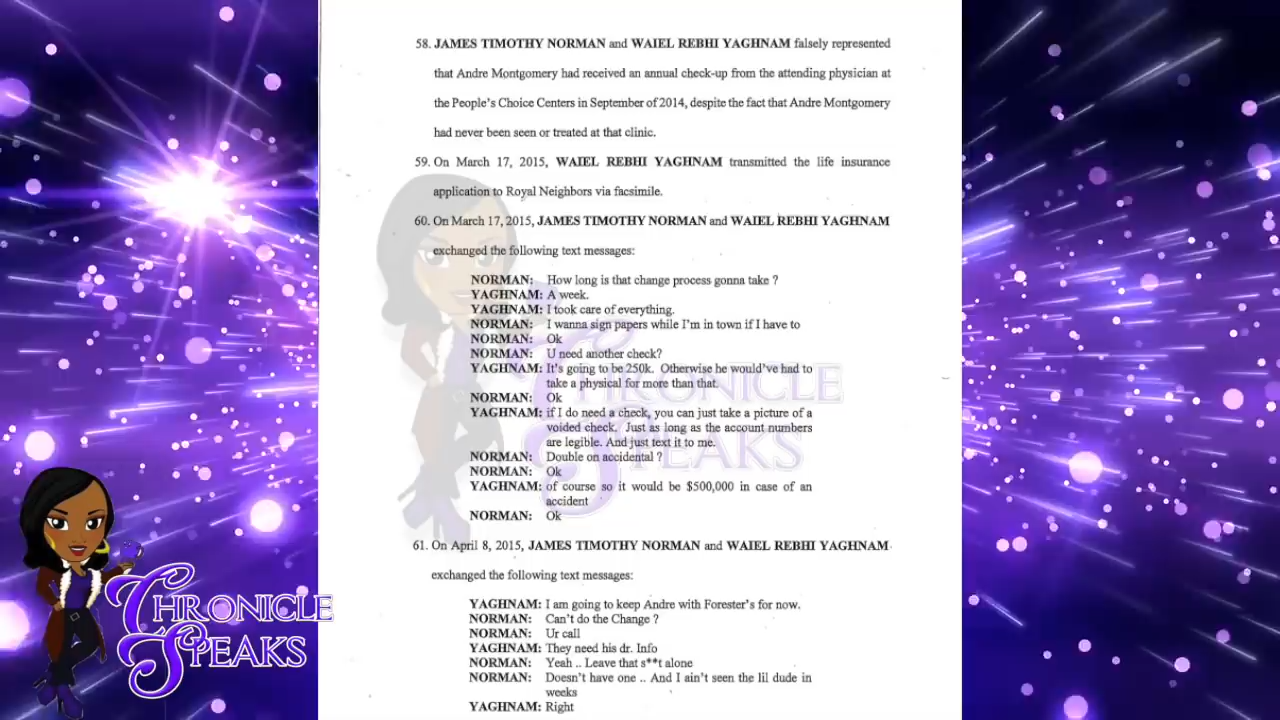 58. JAMES TIMOTHY NORMAN and WAIEL REBHI YAGHNAM falsely represented
that Andre Montgomery had received an annual check-up from the attending physician at
the People's Choice Centers in September of 2014, despite the fact that Andre Montgomery
had never been seen or treated at that clinic.
59. On March 17, 2015, WAIEL REBHI YAGHNAM transmitted the life insurance
application to Royal Neighbors via facsimile.
60. On March 17, 2015, JAMES TIMOTHY NORMAN and WAIEL REBHI YAGHNAM
exchanged the following text messages:
NORMAN: How long is that change process gonna take ?
YAGHNAM: A week.
YAGHNAM: I took care of everything.
NORMAN: I wanna sign papers while I'm in town if I have to
NORMAN: Ok
NORMAN: U need another check?
YAGHNAM: It's going to be 250k. Otherwise he would've had to
take a physical for more than that.
NORMAN: Ok
YAGHNAM: if I do need a check, you can just take a picture of a
voided check. Just as long as the account numbers
are legible. And just text it to me.
NORMAN: Double on accidental ?
NORMAN: Ok
YAGHNAM: of course so it would be $500,000 in case of an
accident
NORMAN: Ok
61. On April 8, 2015, JAMES TIMOTHY NORMAN and WAIEL REBHI YAGHNAM
exchanged the following text messages:
YAGHNAM: I am going to keep Andre with Forester's for now.
NORMAN: Can't do the Change ?
NORMAN: Ur call
YAGHNAM: They need his dr. Info
NORMAN: Yeah .. Leave that s**t alone
NORMAN: Doesn't have one .. And I ain't seen the lil dude in
weeks
YAGHNAM: Right
CHRONICLE
SPEAKS
CHRONICLE
SPEAKS